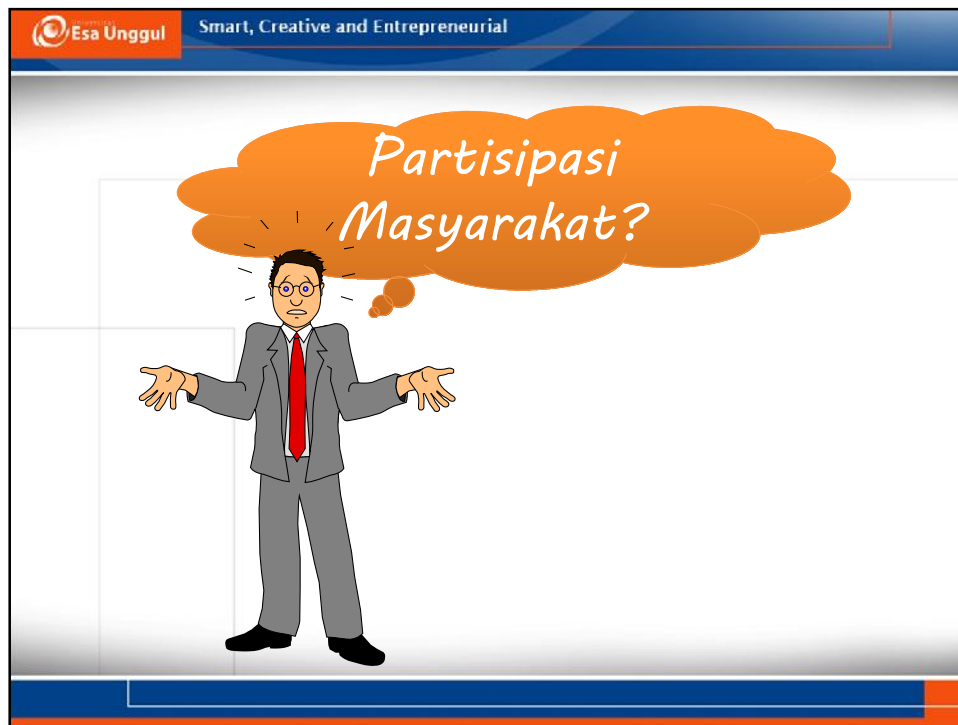 Esa Unggul
Smart, Creative and Entrepreneurial
Partisipasi
Masyarakat?